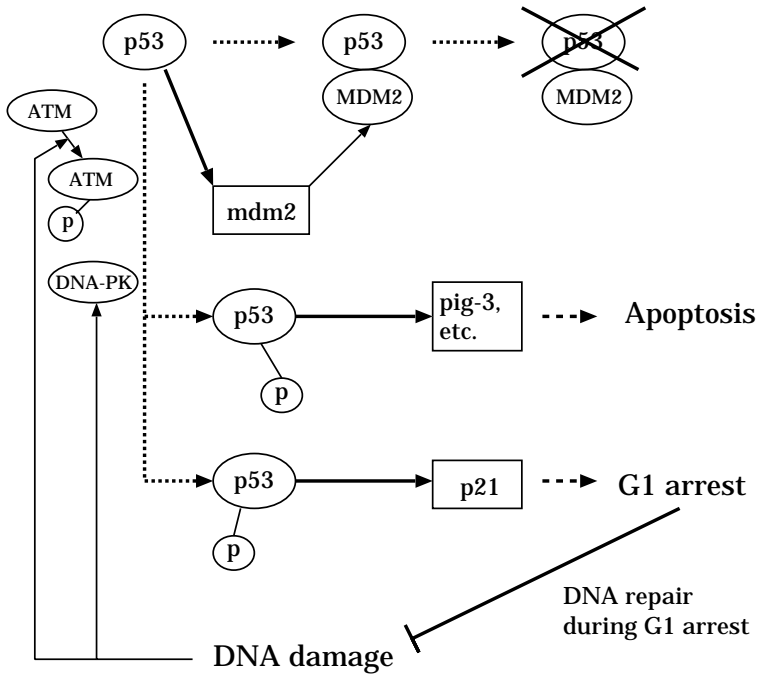 p53
p53
p53
MDM2
MDM2
ATM
ATM
p
mdm2
DNA-PK
p53
pig-3,
etc.
Apoptosis
p
p53
p21
G1 arrest
p
DNA repair
during G1 arrest
DNA damage